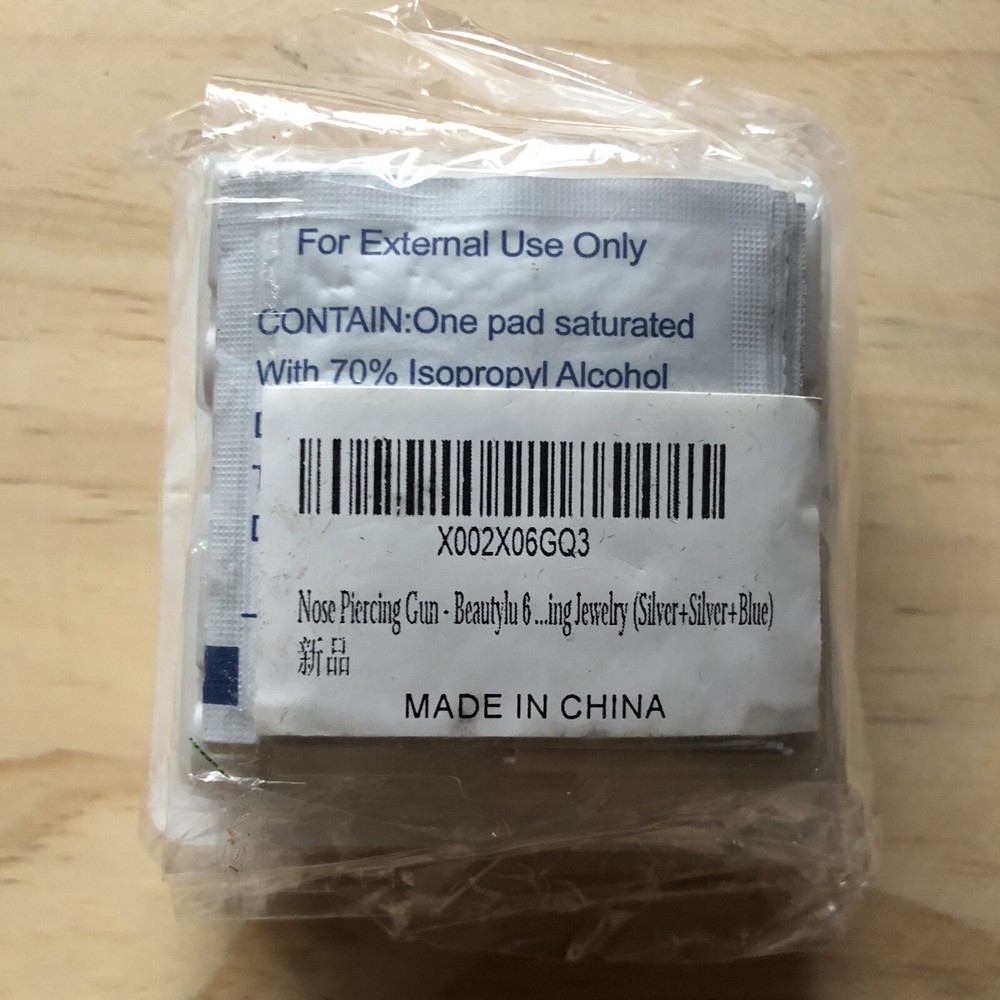 For External Use Only
CONTAIN:One pad saturated
With 70% Isopropyl Alcohol
X002X06GQ3
Nose Piercing Gun - Beautylu 6 ...ing Jewelry (Silver+Silver+Blue)
新品
MADE IN CHINA